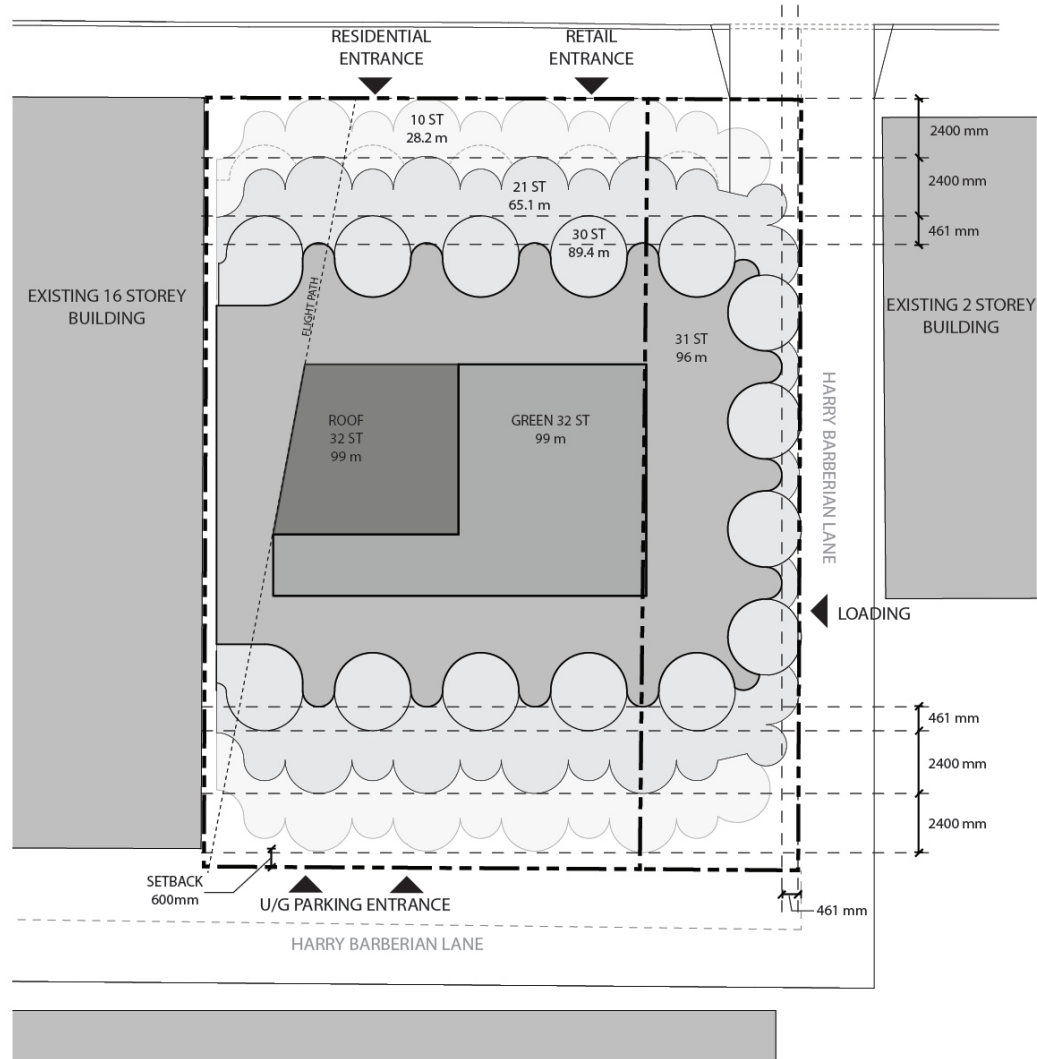 RESIDENTIAL
ENTRANCE
RETAIL
ENTRANCE
10 ST
28.2 m
2400 mm
21 ST
65.1 m
2400 mm
30 ST
89.4 m
461 mm
FLIGHT PATH
EXISTING 16 STOREY
BUILDING
EXISTING 2 STOREY
BUILDING
31 ST
96 m
ROOF
32 ST
99 m
GREEN 32 ST
99 m
HARRY BARBERIAN LANE
LOADING
461 mm
2400 mm
2400 mm
SETBACK
600mm
U/G PARKING ENTRANCE
461 mm
HARRY BARBERIAN LANE